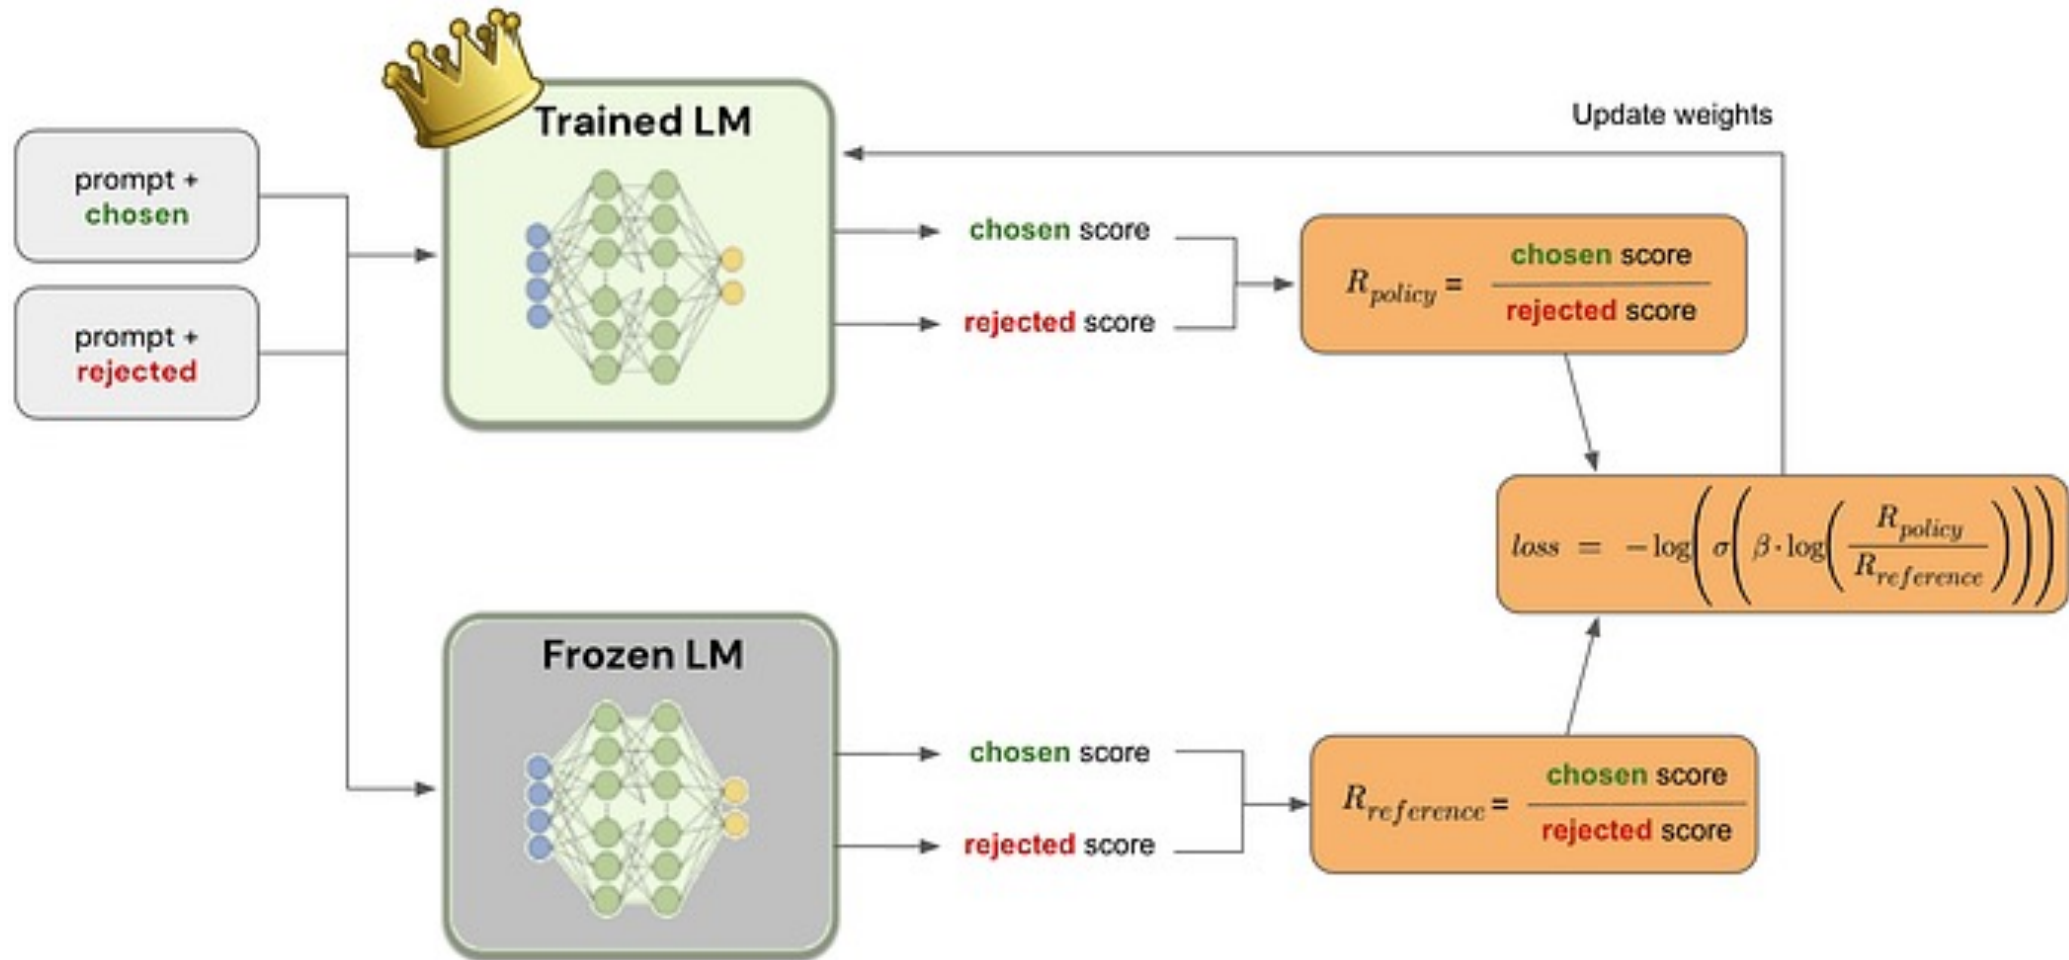 Trained LM
Update weights
prompt +
chosen
prompt +
rejected
chosen score
rejected score
R_policy = chosen score / rejected score
loss = −log(σ(β·log(R_policy / R_reference)))
Frozen LM
chosen score
rejected score
R_reference = chosen score / rejected score